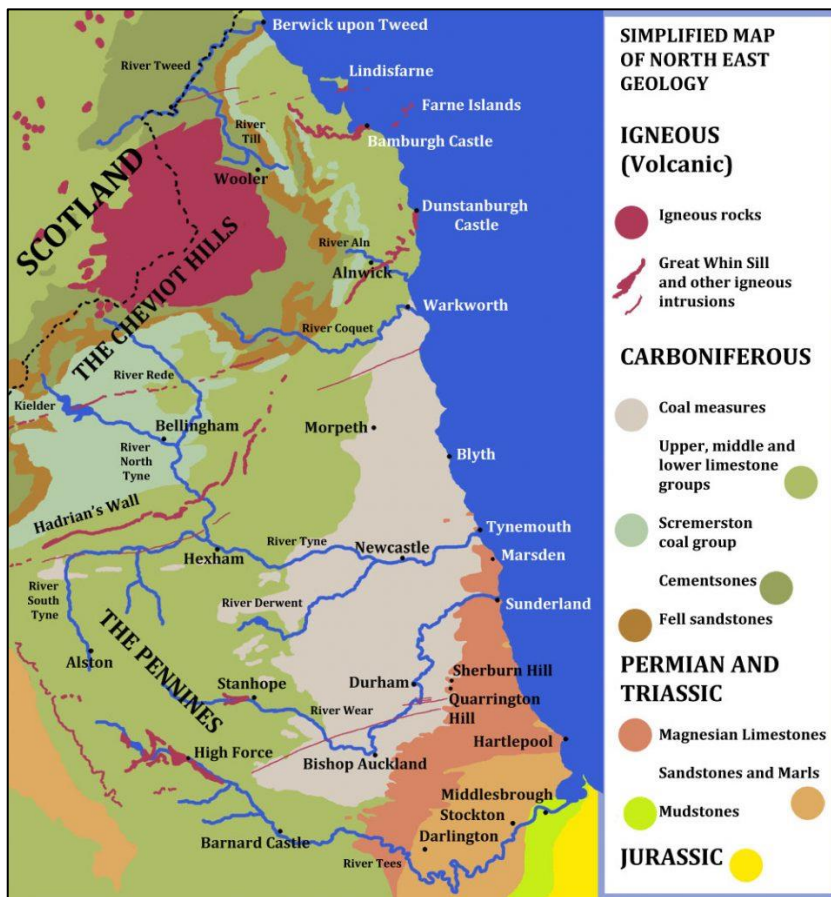 Berwick upon Tweed
River Tweed
Lindisfarne
Farne Islands
River
Till
Bamburgh Castle
Wooler
SCOTLAND
Dunstanburgh
Castle
River Aln
Alnwick
THE CHEVIOT HILLS
Warkworth
River Coquet
River Rede
Kielder
Bellingham
Morpeth
River
North
Tyne
Blyth
Hadrian's Wall
Tynemouth
River Tyne
Newcastle
Marsden
Hexham
River
South
Tyne
River Derwent
Sunderland
THE PENNINES
Alston
Stanhope
Durham
Sherburn Hill
Quarrington
Hill
River Wear
High Force
Hartlepool
Bishop Auckland
Middlesbrough
Stockton
Darlington
Barnard Castle
River Tees
SIMPLIFIED MAP
OF NORTH EAST
GEOLOGY
IGNEOUS
(Volcanic)
Igneous rocks
Great Whin Sill
and other igneous
intrusions
CARBONIFEROUS
Coal measures
Upper, middle and
lower limestone
groups
Scremerston
coal group
Cementsones
Fell sandstones
PERMIAN AND
TRIASSIC
Magnesian Limestones
Sandstones and Marls
Mudstones
JURASSIC